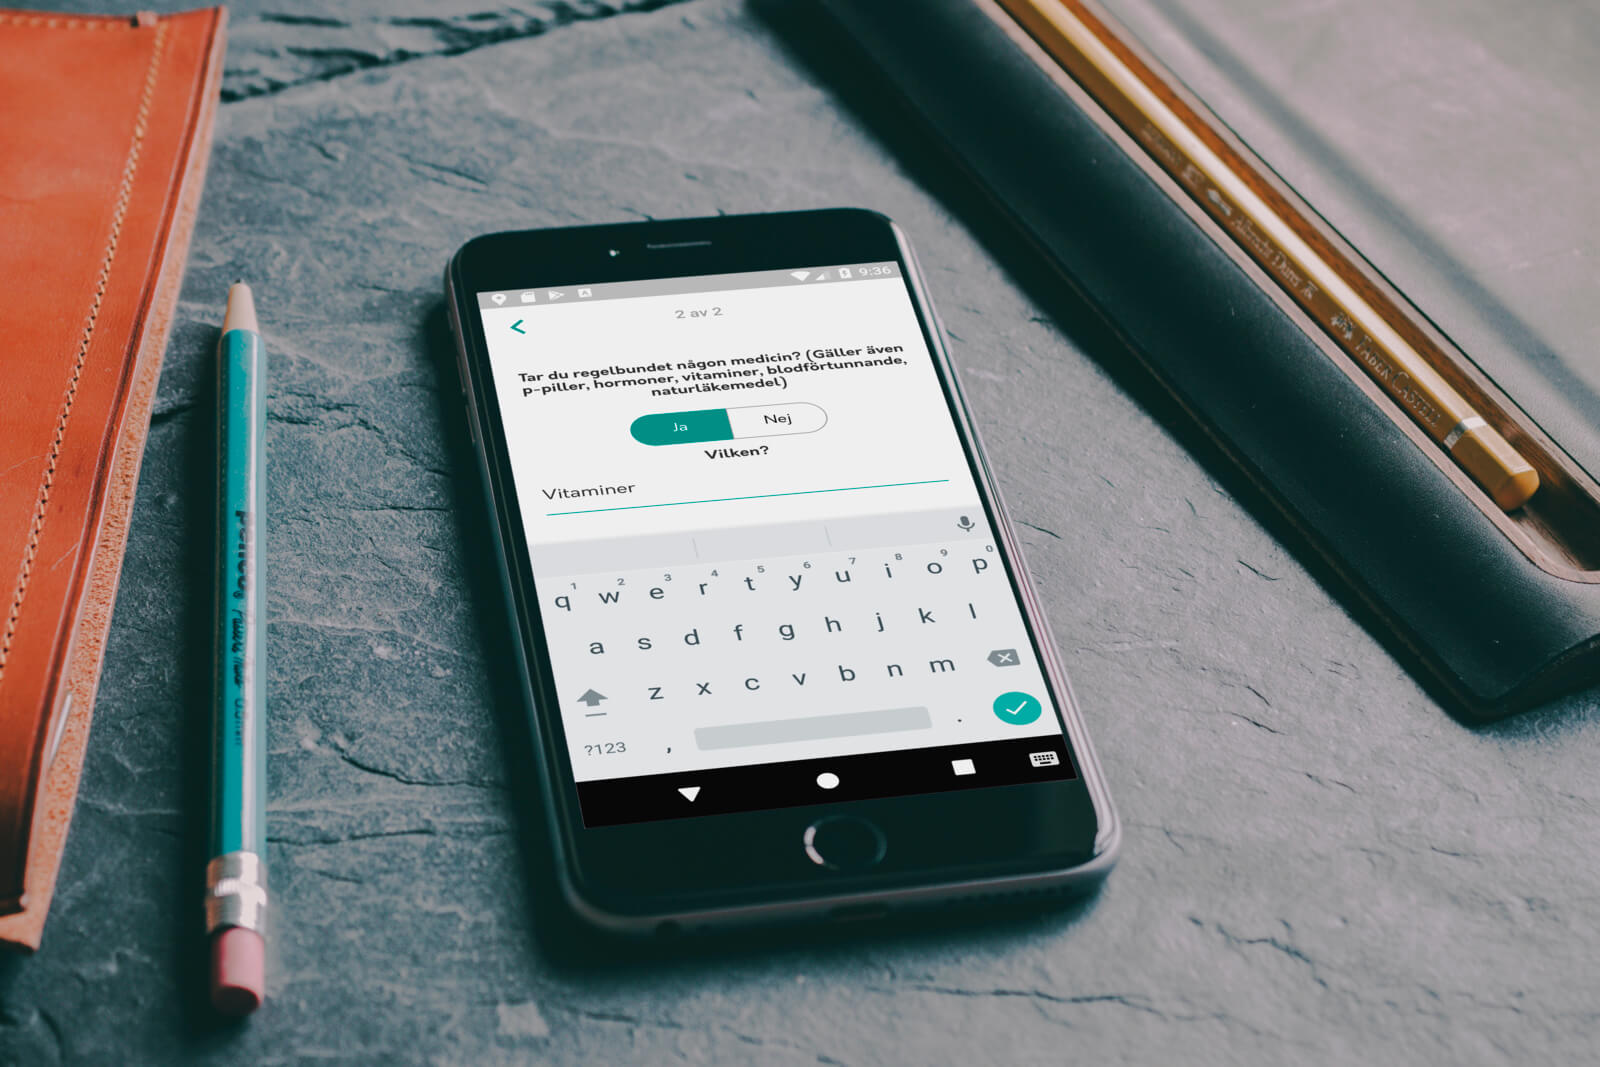 9:36
2 av 2
Tar du regelbundet någon medicin? (Gäller även
p-piller, hormoner, vitaminer, blodförtunnande,
naturläkemedel)
Ja Nej
Vilken?
Vitaminer
1 2 3 4 5 6 7 8 9 0
q w e r t y u i o p
a s d f g h j k l
z x c v b n m
?123 , .
FABER CASTELL